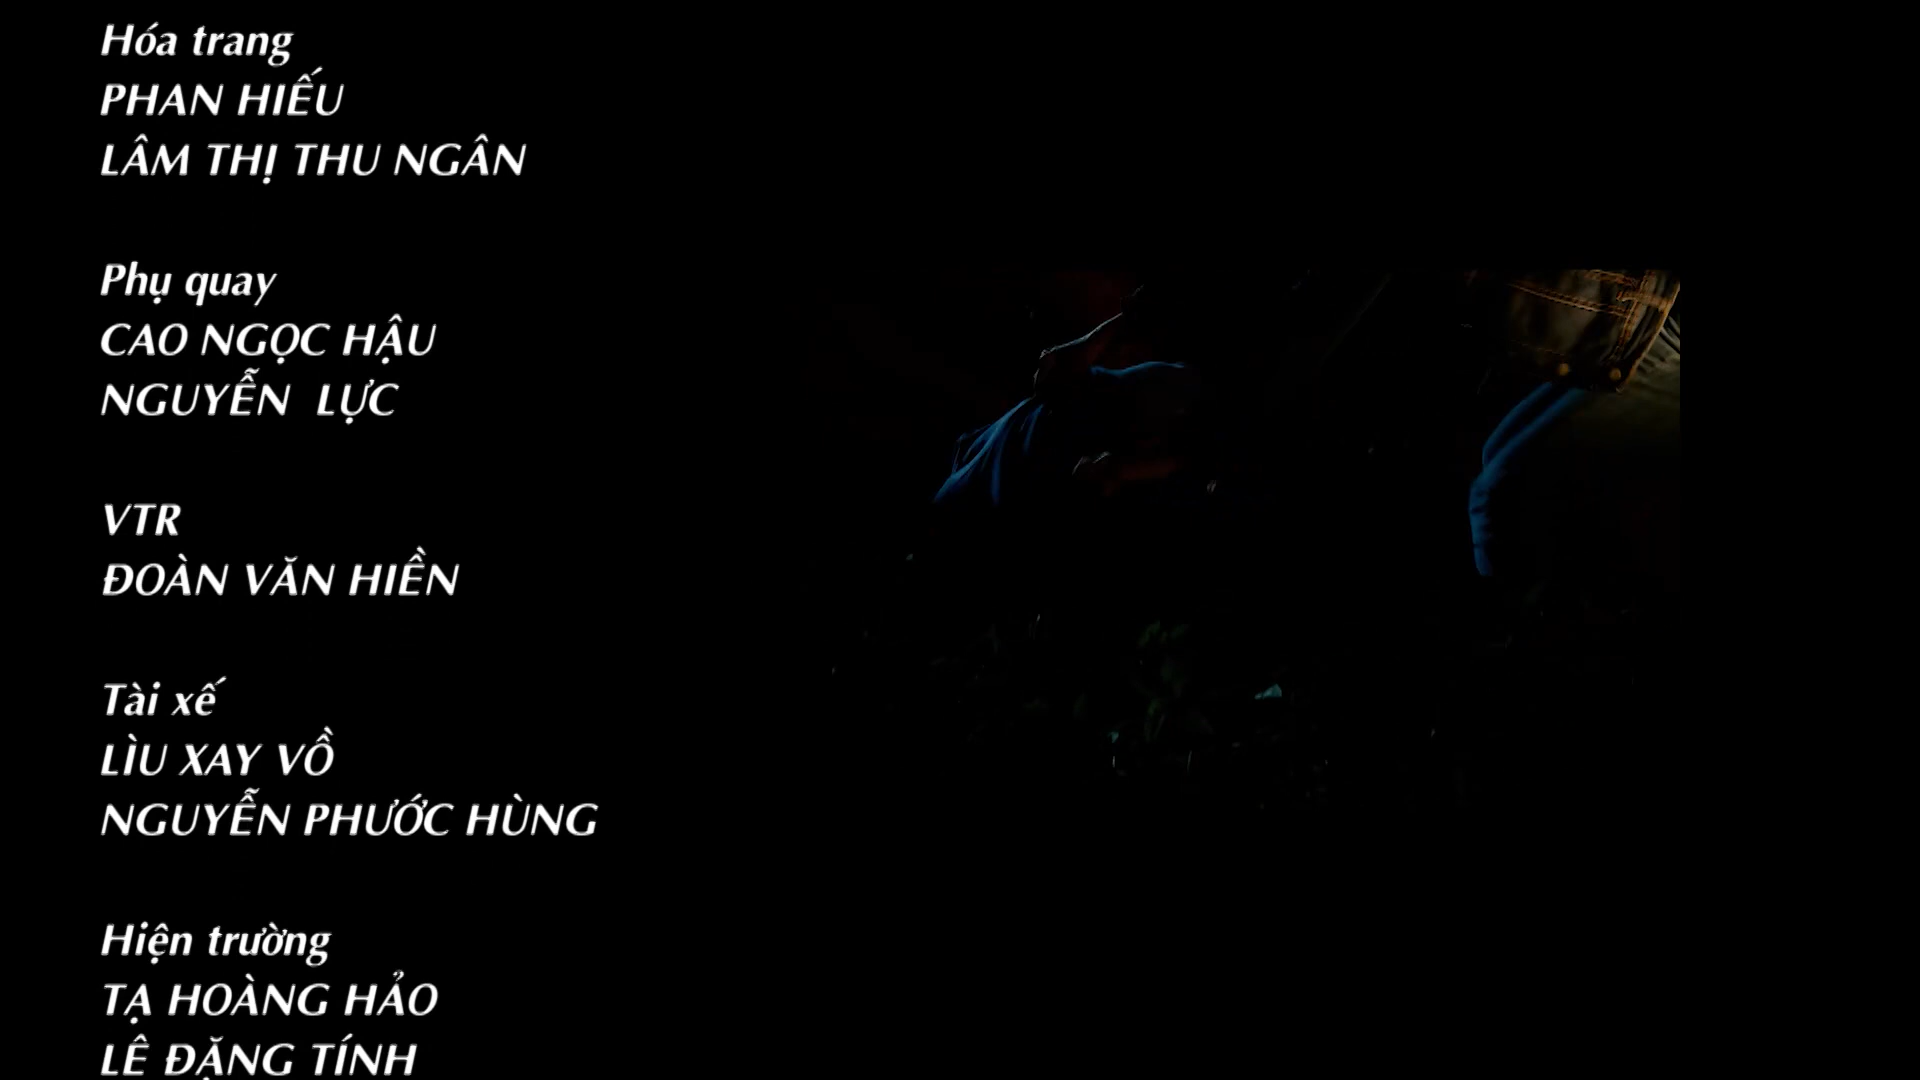 Hóa trang
PHAN HIẾU
LÂM THỊ THU NGÂN
Phụ quay
CAO NGỌC HẬU
NGUYỄN LỰC
VTR
ĐOÀN VĂN HIỀN
Tài xế
LÌU XAY VỒ
NGUYỄN PHƯỚC HÙNG
Hiện trường
TẠ HOÀNG HẢO
LÊ ĐẶNG TÍNH